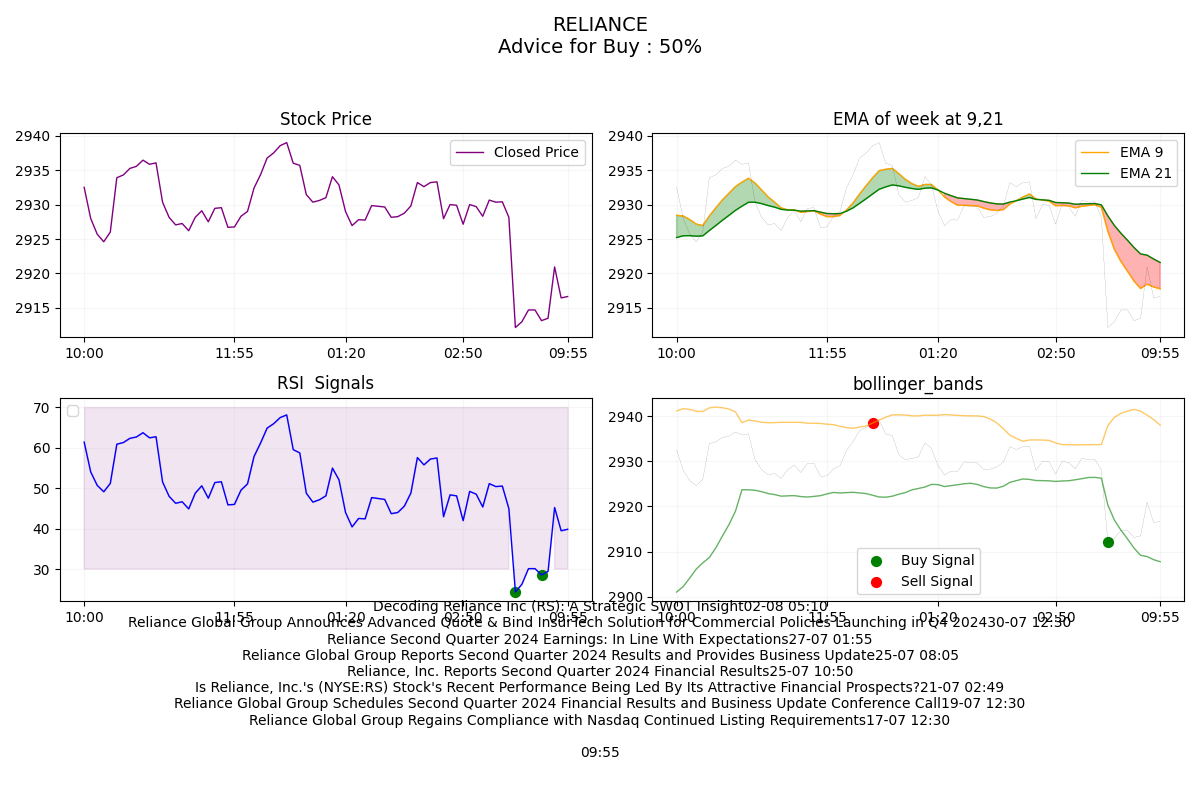 RELIANCE
Advice for Buy : 50%
Stock Price
2940
2935
2930
2925
2920
2915
Closed Price
10:00 11:55 01:20 02:50 09:55
EMA of week at 9,21
2940
2935
2930
2925
2920
2915
EMA 9
EMA 21
10:00 11:55 01:20 02:50 09:55
RSI  Signals
70
60
50
40
30
10:00 11:55 01:20 02:50 09:55
bollinger_bands
2940
2930
2920
2910
2900
Buy Signal
Sell Signal
10:00 11:55 01:20 02:50 09:55
Decoding Reliance Inc (RS): A Strategic SWOT Insight02-08 05:10
Reliance Global Group Announces Advanced Quote & Bind InsurTech Solution for Commercial Policies Launching in Q4 202430-07 12:30
Reliance Second Quarter 2024 Earnings: In Line With Expectations27-07 01:55
Reliance Global Group Reports Second Quarter 2024 Results and Provides Business Update25-07 08:05
Reliance, Inc. Reports Second Quarter 2024 Financial Results25-07 10:50
Is Reliance, Inc.'s (NYSE:RS) Stock's Recent Performance Being Led By Its Attractive Financial Prospects?21-07 02:49
Reliance Global Group Schedules Second Quarter 2024 Financial Results and Business Update Conference Call19-07 12:30
Reliance Global Group Regains Compliance with Nasdaq Continued Listing Requirements17-07 12:30
09:55